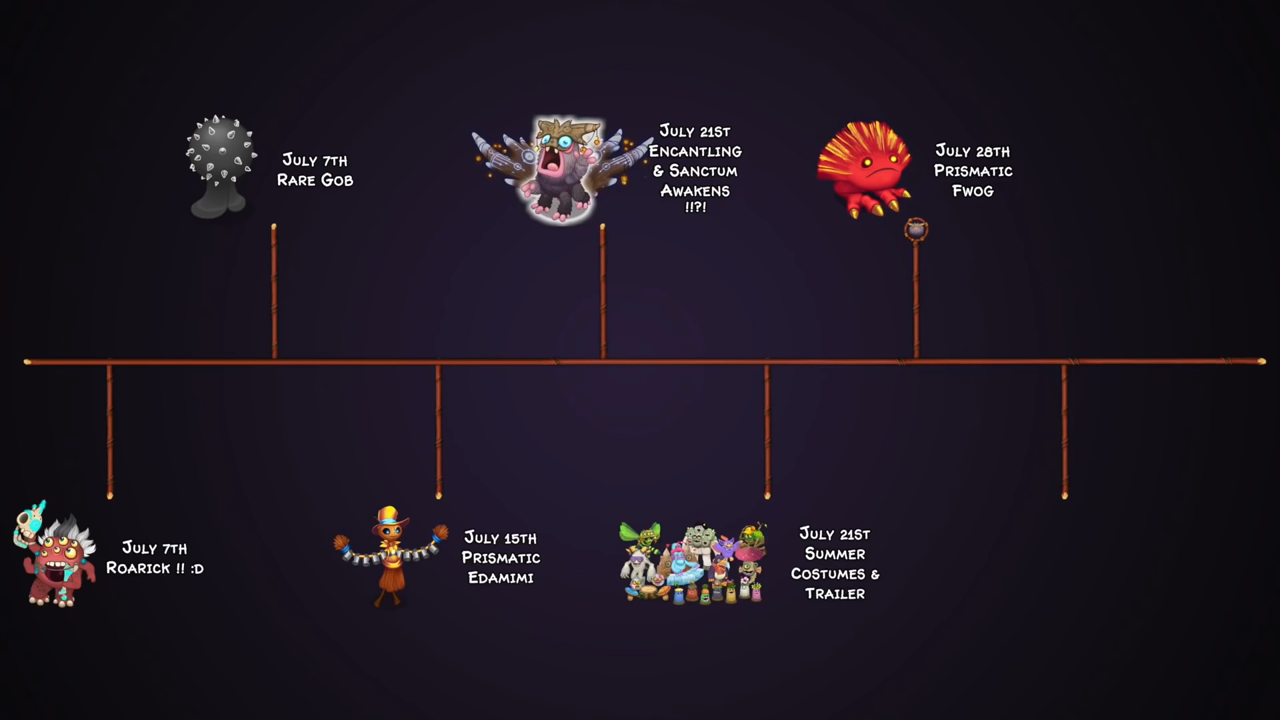 July 7th
Roarick !! :D
July 7th
Rare Gob
July 15th
Prismatic
Edamimi
July 21st
Encantling
& Sanctum
Awakens
!!?!
July 21st
Summer
Costumes &
Trailer
July 28th
Prismatic
Fwog